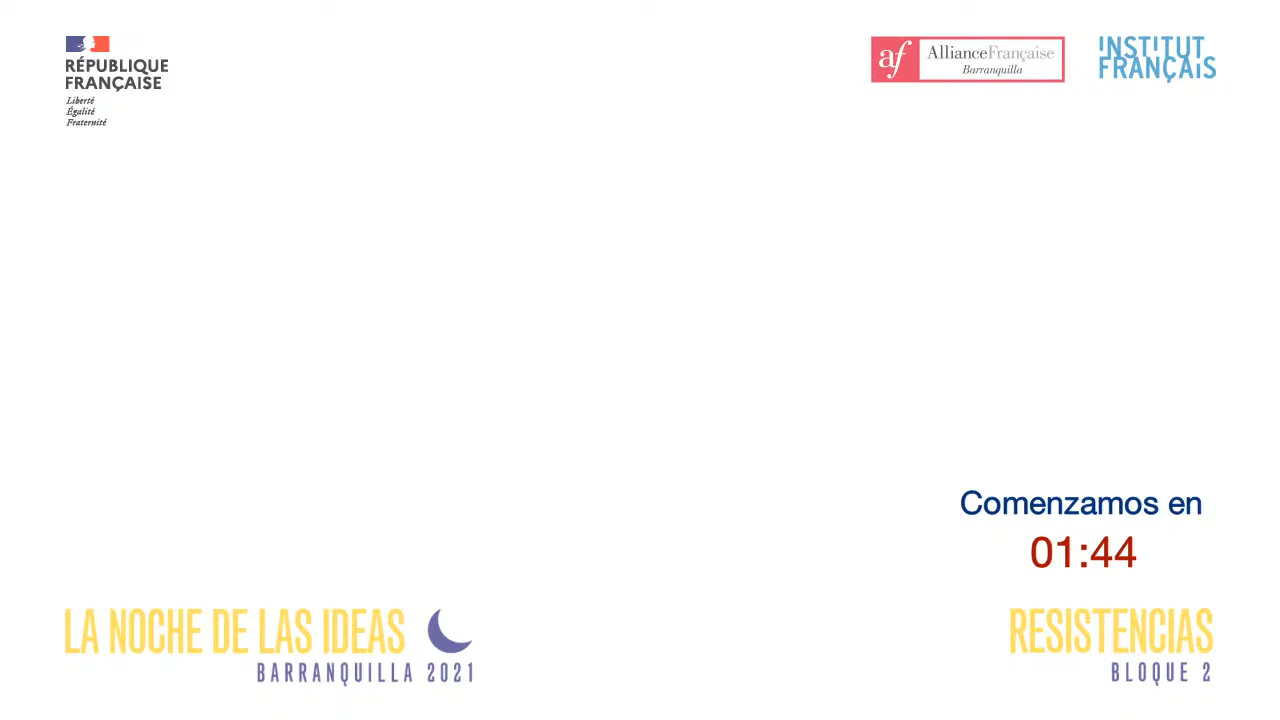 RÉPUBLIQUE
FRANÇAISE
Liberté
Égalité
Fraternité
af
AllianceFrançaise
Barranquilla
INSTITUT
FRANÇAIS
Comenzamos en
01:44
LA NOCHE DE LAS IDEAS
BARRANQUILLA 2021
RESISTENCIAS
BLOQUE 2